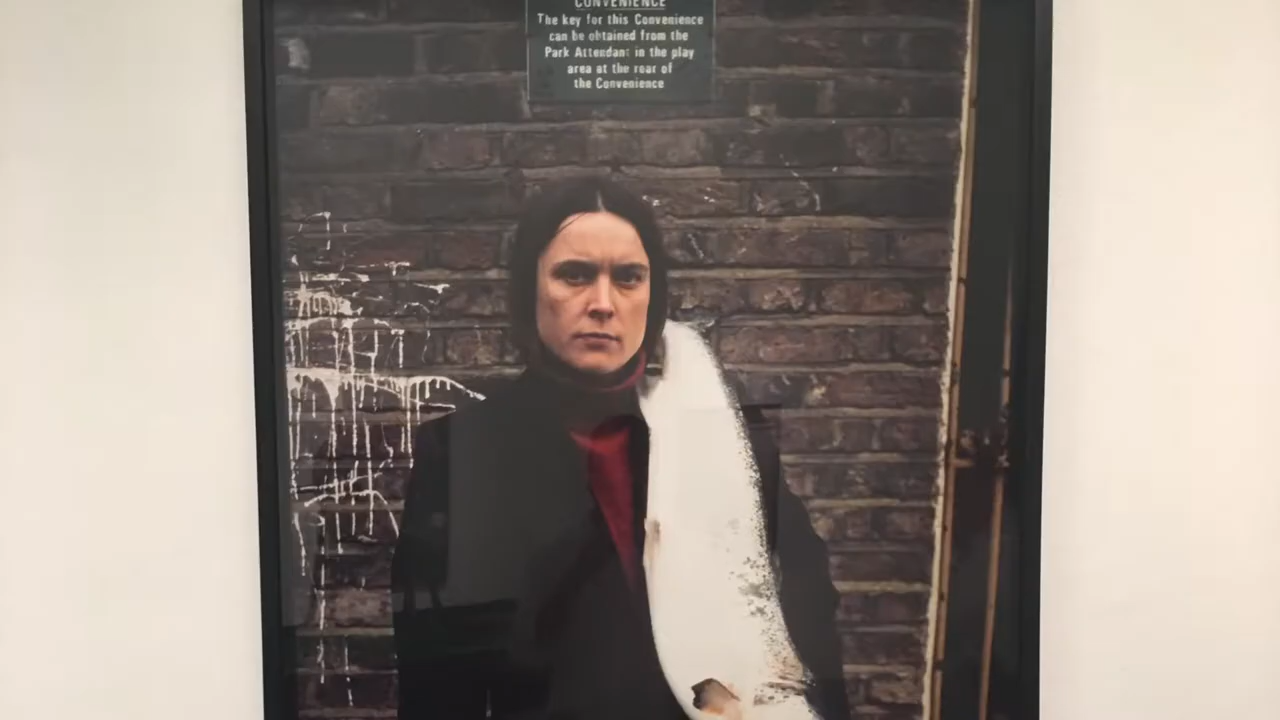 CONVENIENCE
The key for this Convenience
can be obtained from the
Park Attendant in the play
area at the rear of
the Convenience